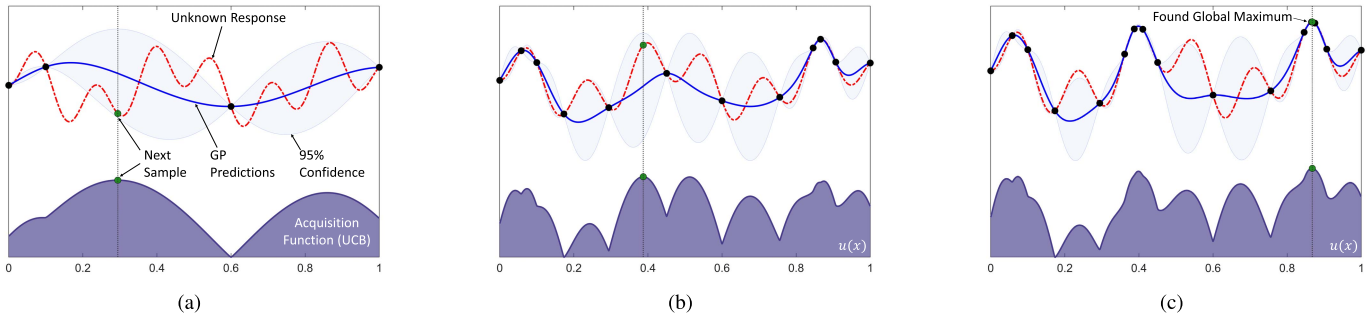 Unknown Response
Next
Sample
GP
Predictions
95%
Confidence
Acquisition
Function (UCB)
0 0.2 0.4 0.6 0.8 1
(a)
u(x)
0 0.2 0.4 0.6 0.8 1
(b)
Found Global Maximum
u(x)
0 0.2 0.4 0.6 0.8 1
(c)